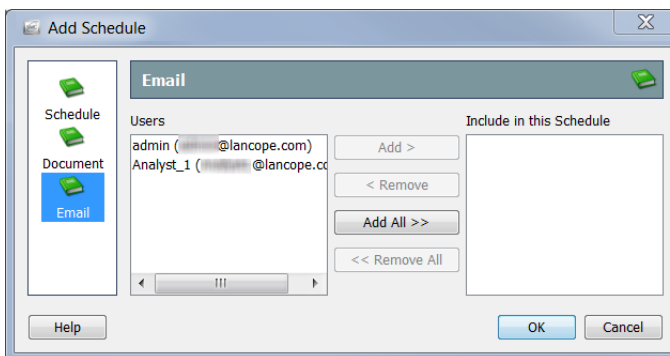 Add Schedule
Email
Schedule
Document
Email
Users
admin ( @lancope.com)
Analyst_1 ( @lancope.co
Add >
< Remove
Add All >>
<< Remove All
Include in this Schedule
Help
OK
Cancel